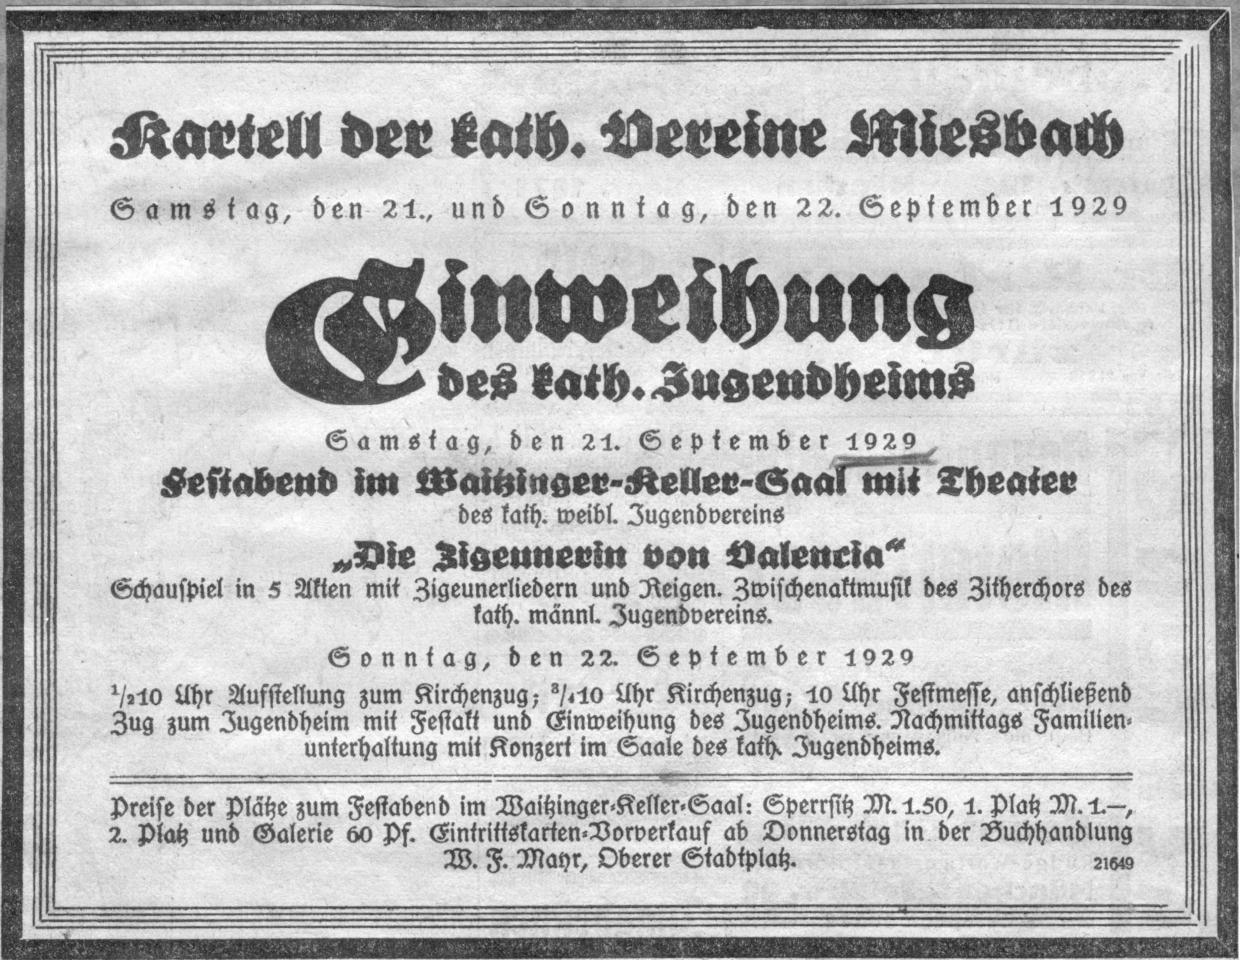 Kartell der kath. Vereine Miesbach
Samstag, den 21., und Sonntag, den 22. September 1929
Einweihung
des kath. Jugendheims
Samstag, den 21. September 1929
Festabend im Waitzinger-Keller-Saal mit Theater
des kath. weibl. Jugendvereins
„Die Zigeunerin von Valencia“
Schauspiel in 5 Akten mit Zigeunerliedern und Reigen. Zwischenaktmusik des Zitherchors des
kath. männl. Jugendvereins.
Sonntag, den 22. September 1929
1/210 Uhr Aufstellung zum Kirchenzug; 3/410 Uhr Kirchenzug; 10 Uhr Festmesse, anschließend
Zug zum Jugendheim mit Festakt und Einweihung des Jugendheims. Nachmittags Familien-
unterhaltung mit Konzert im Saale des kath. Jugendheims.
Preise der Plätze zum Festabend im Waitzinger-Keller-Saal: Sperrsitz M. 1.50, 1. Platz M. 1.—,
2. Platz und Galerie 60 Pf. Eintrittskarten-Vorverkauf ab Donnerstag in der Buchhandlung
W. F. Mayr, Oberer Stadtplatz.
21649